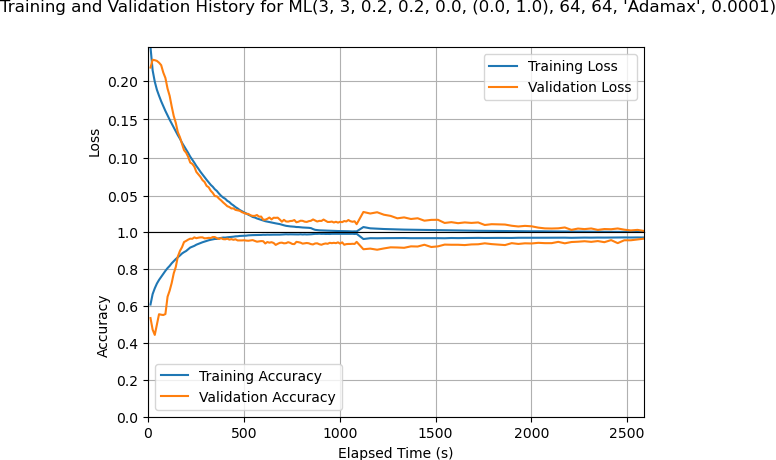 Training and Validation History for ML(3, 3, 0.2, 0.2, 0.0, (0.0, 1.0), 64, 64, 'Adamax', 0.0001)
Training Loss
Validation Loss
0.20
0.15
0.10
0.05
Loss
1.0
0.8
0.6
0.4
0.2
0.0
Accuracy
Training Accuracy
Validation Accuracy
0
500
1000
1500
2000
2500
Elapsed Time (s)